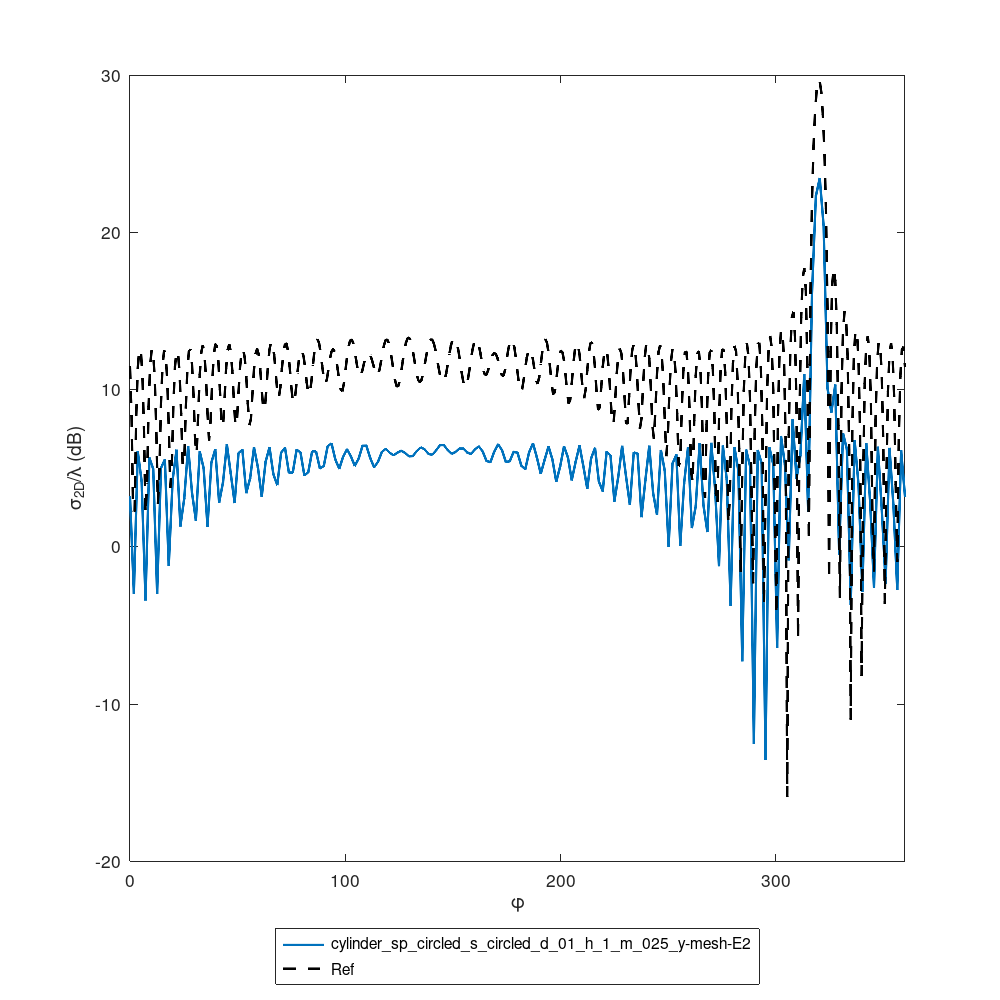 30
20
10
0
-10
-20
0
100
200
300
σ2D/λ (dB)
φ
cylinder_sp_circled_s_circled_d_01_h_1_m_025_y-mesh-E2
Ref